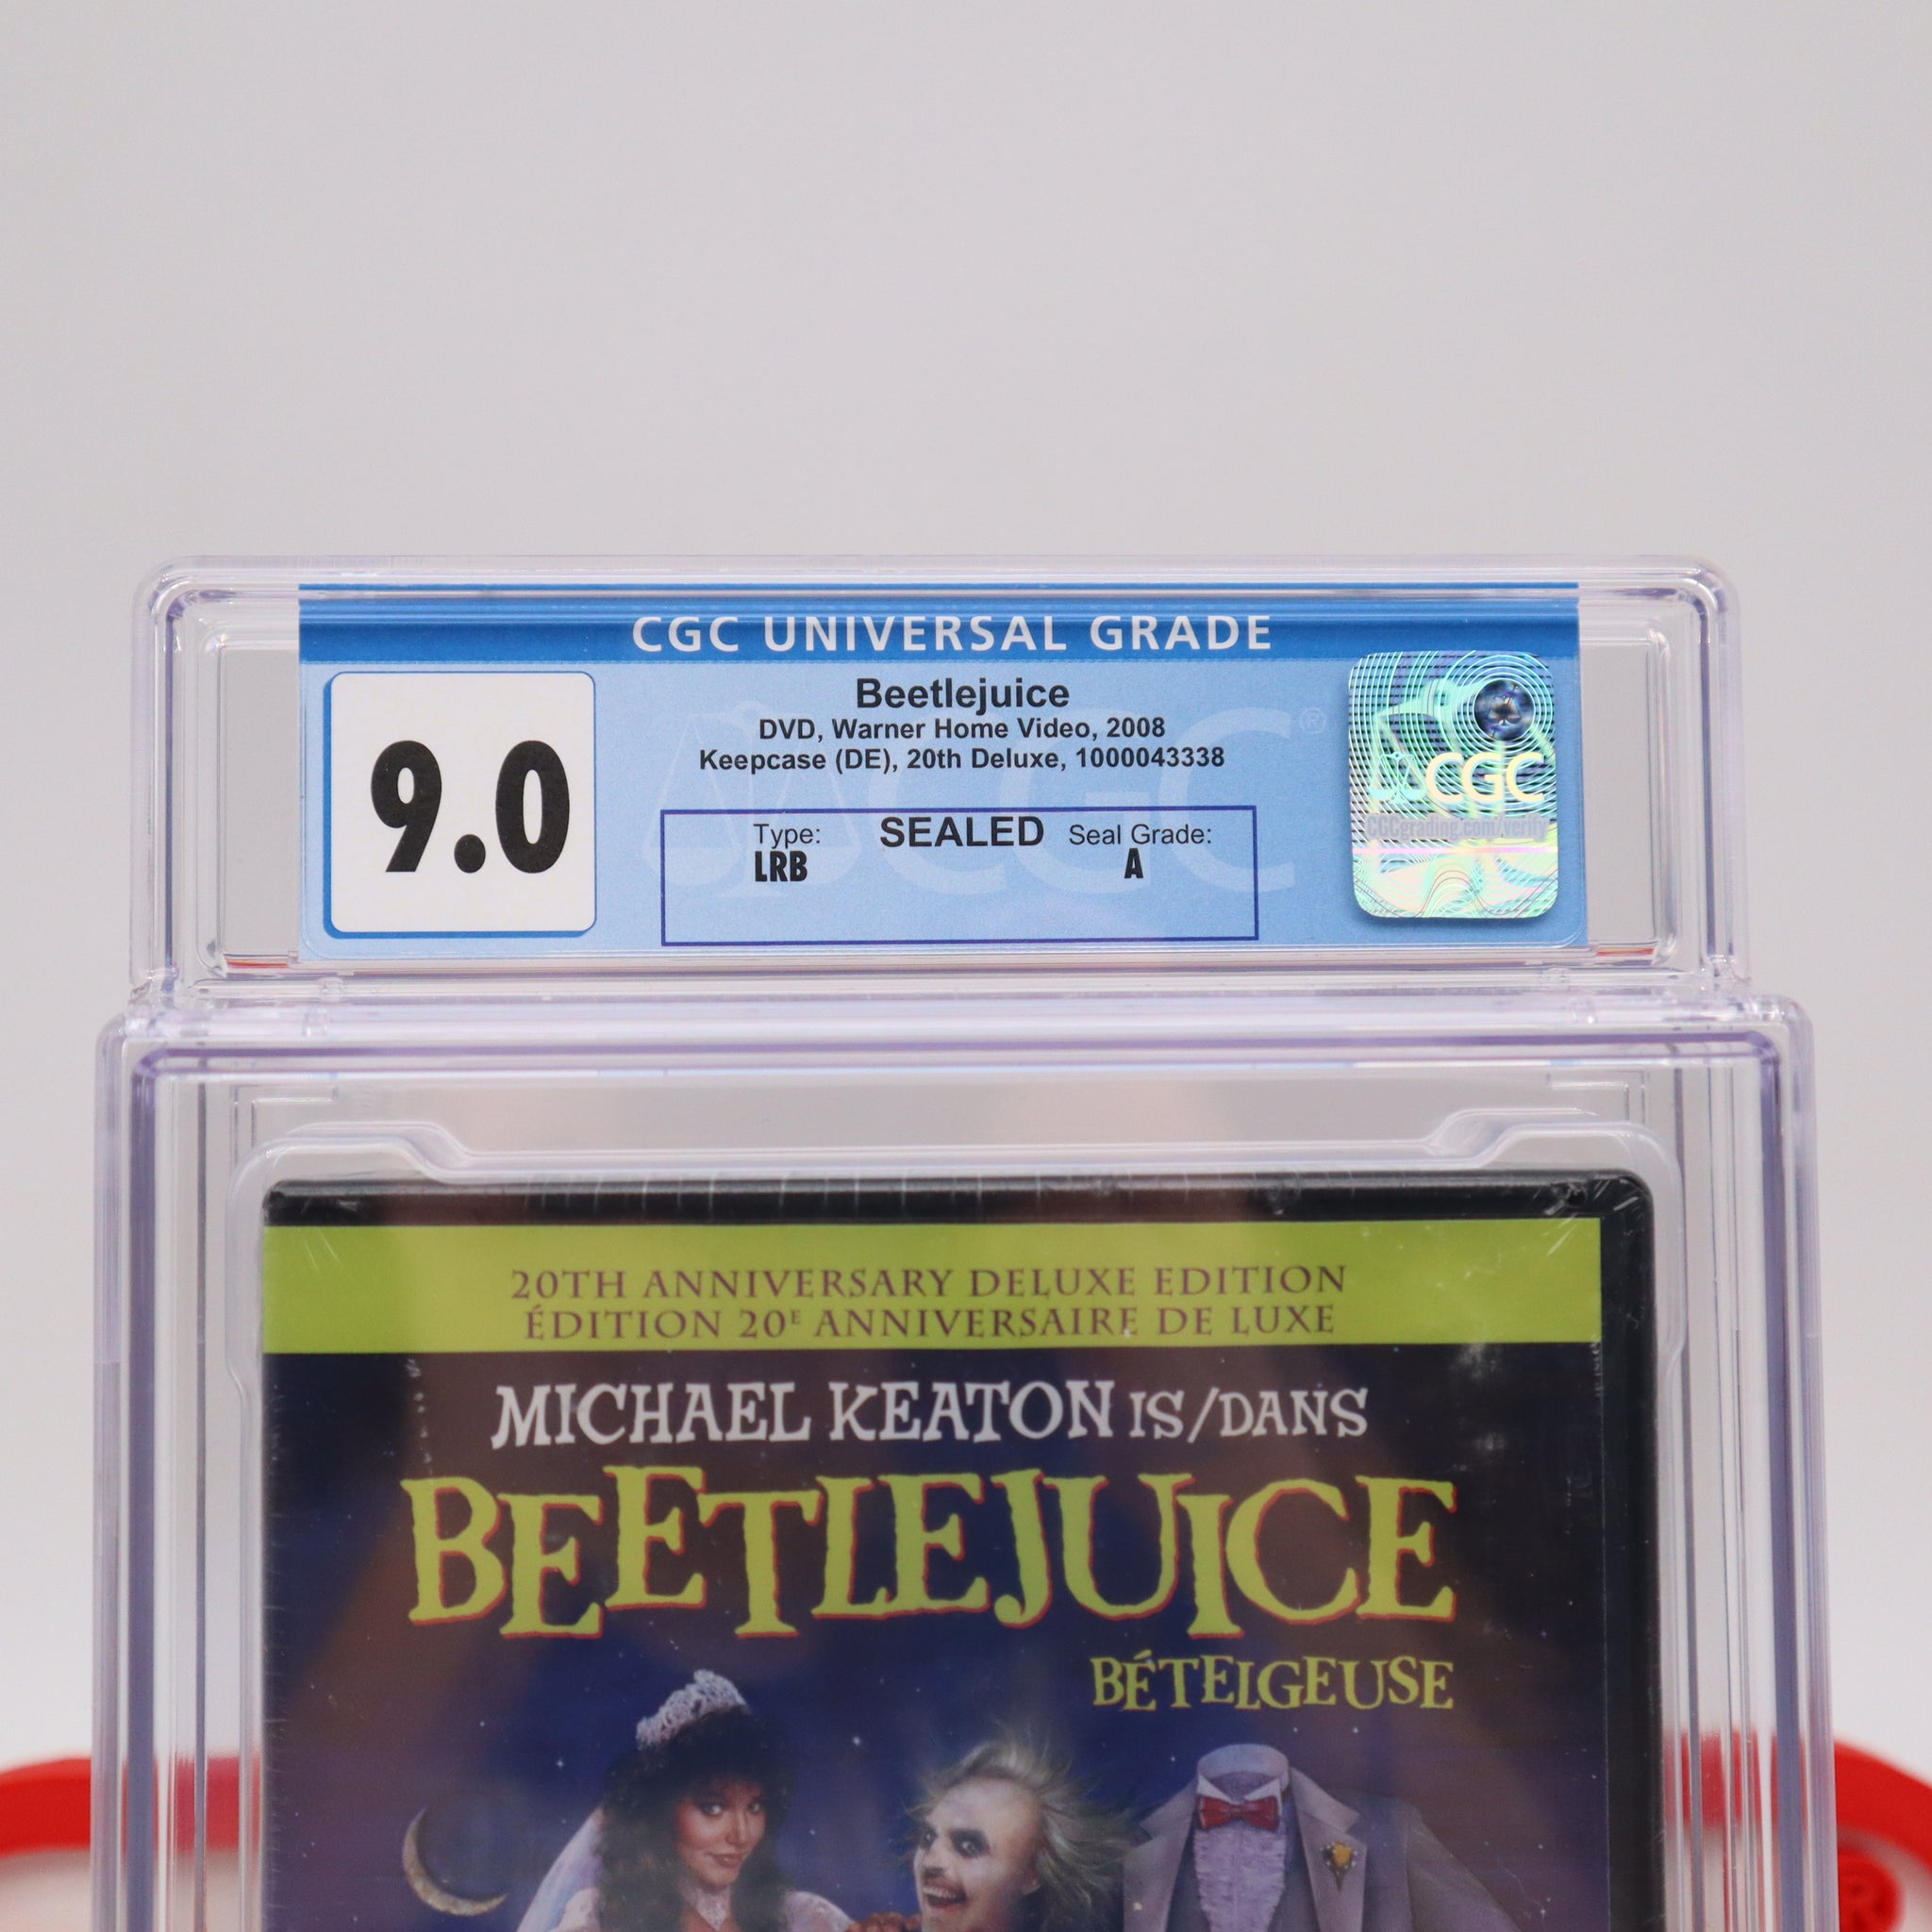 CGC UNIVERSAL GRADE
9.0
Beetlejuice
DVD, Warner Home Video, 2008
Keepcase (DE), 20th Deluxe, 1000043338
CGC®
Type: SEALED Seal Grade:
LRB A
CGC
CGCgrading.com/verify
20TH ANNIVERSARY DELUXE EDITION
ÉDITION 20E ANNIVERSAIRE DE LUXE
MICHAEL KEATON IS/DANS
BEETLEJUICE
BÉTELGEUSE
R